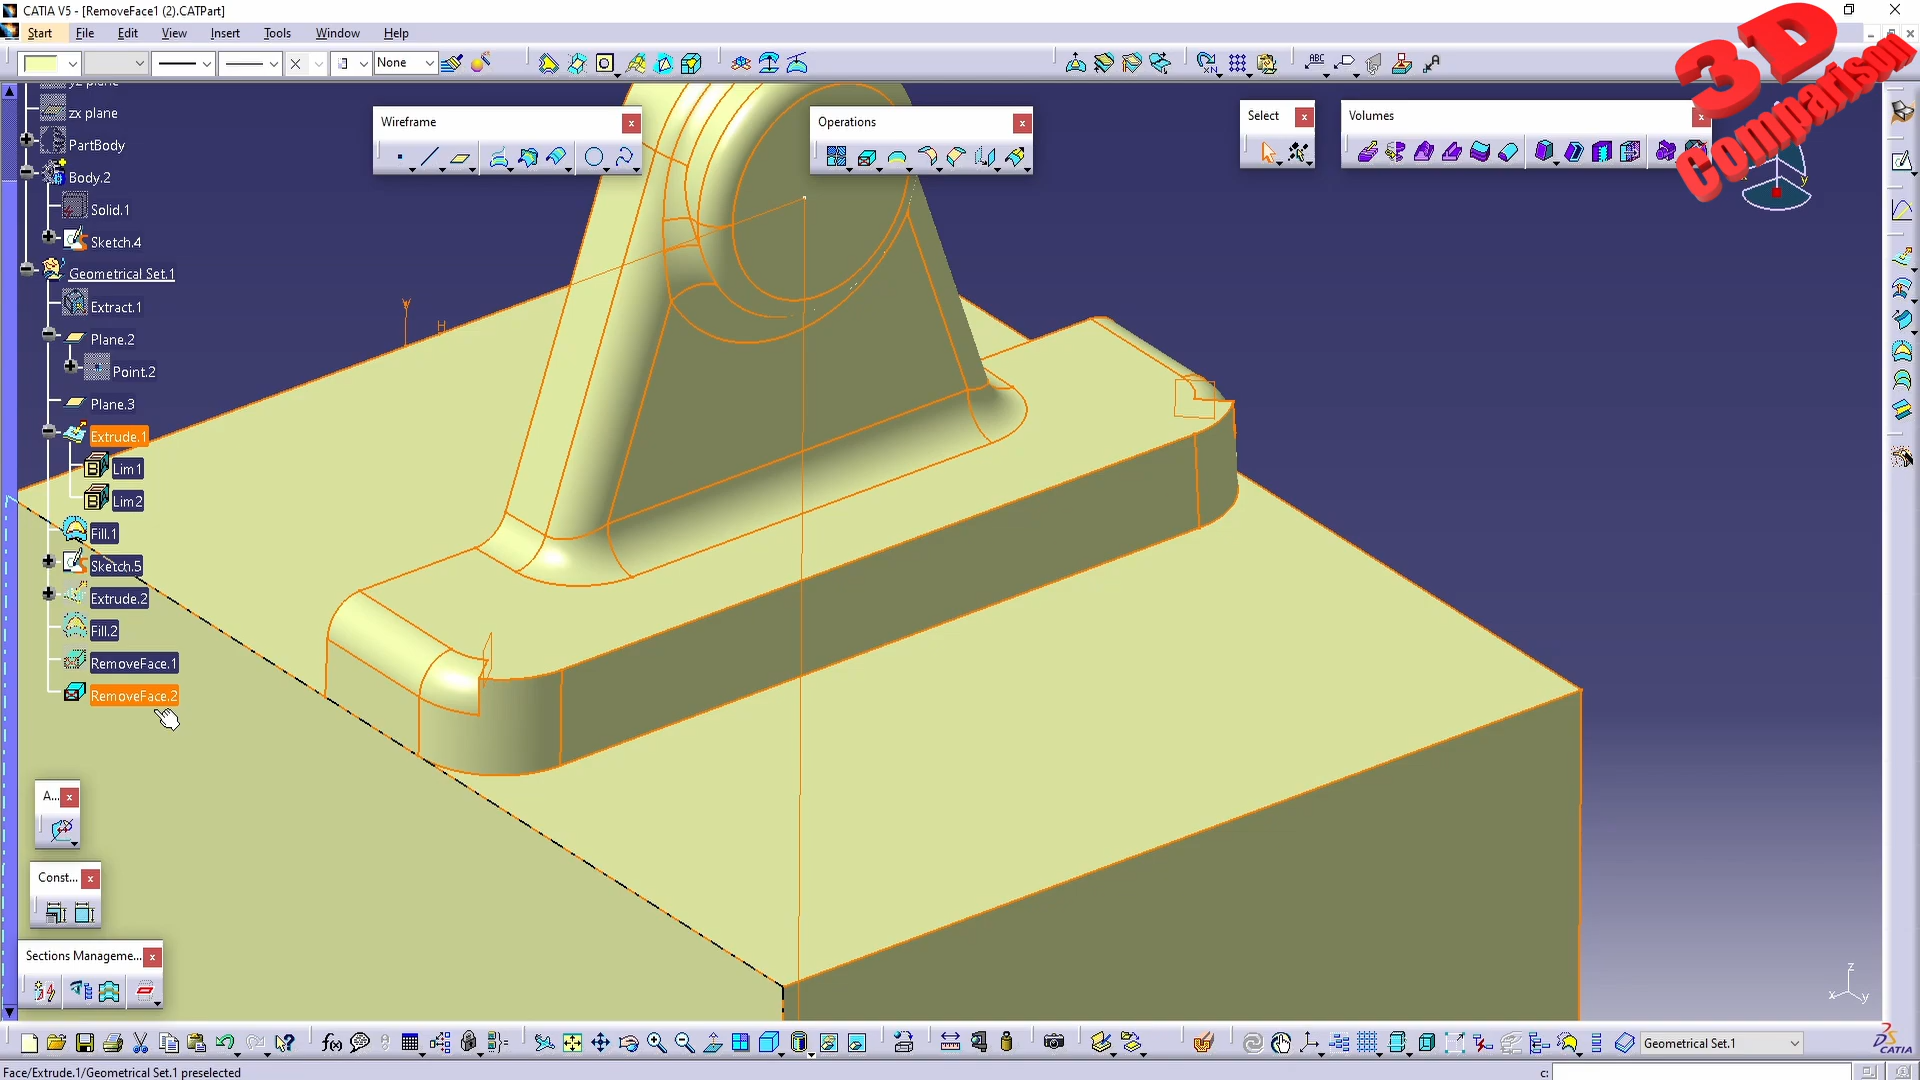 CATIA V5 - [RemoveFace1 (2).CATPart]
Start File Edit View Insert Tools Window Help
None
3D
Comparison
Wireframe
Operations
Select
Volumes
yz plane
zx plane
PartBody
Body.2
Solid.1
Sketch.4
Geometrical Set.1
Extract.1
Plane.2
Point.2
Plane.3
Extrude.1
Lim1
Lim2
Fill.1
Sketch.5
Extrude.2
Fill.2
RemoveFace.1
RemoveFace.2
V
H
y
A...
Const...
Sections Manageme...
z
x y
Geometrical Set.1
CATIA
Face/Extrude.1/Geometrical Set.1 preselected
c: